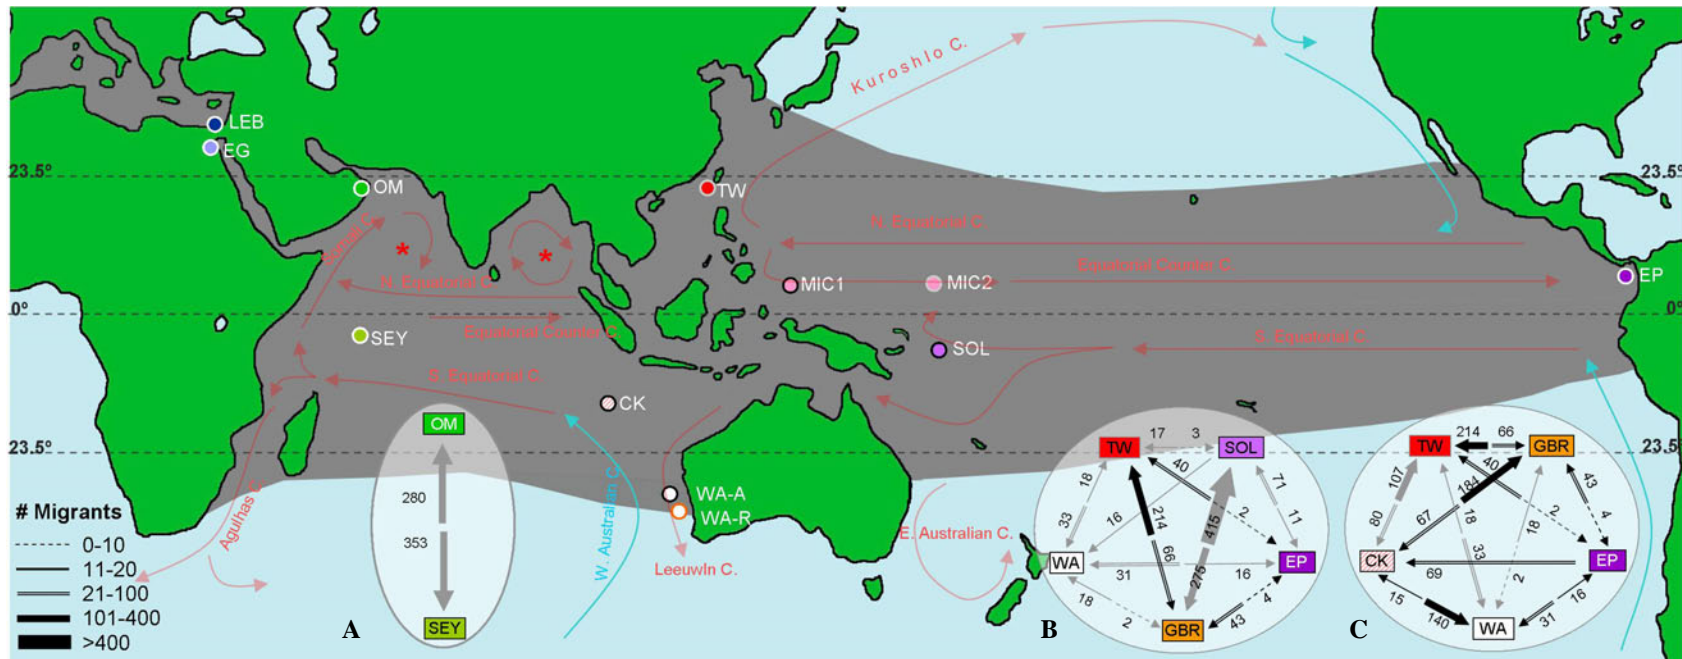 Kuroshlo C.
LEB
EG
23.5°
23.5°
OM
TW
Somali C.
*
*
N. Equatorial C.
N. Equatorial C.
MIC1
MIC2
Equatorial Counter C.
EP
0°
0°
SEY
Equatorial Counter C.
SOL
S. Equatorial C.
S. Equatorial C.
CK
23.5°
23.5°
WA-A
WA-R
Agulhas C.
W. Australian C.
Leeuwln C.
E. Australian C.
# Migrants
0-10
11-20
21-100
101-400
>400
OM
280
353
SEY
A
TW
17
3
SOL
40
18
33
16
214
66
415
275
71
11
2
WA
31
16
EP
18
2
4
43
GBR
B
TW
214
66
GBR
107
80
40
184
67
18
33
18
2
43
4
2
CK
69
EP
15
140
16
31
WA
C